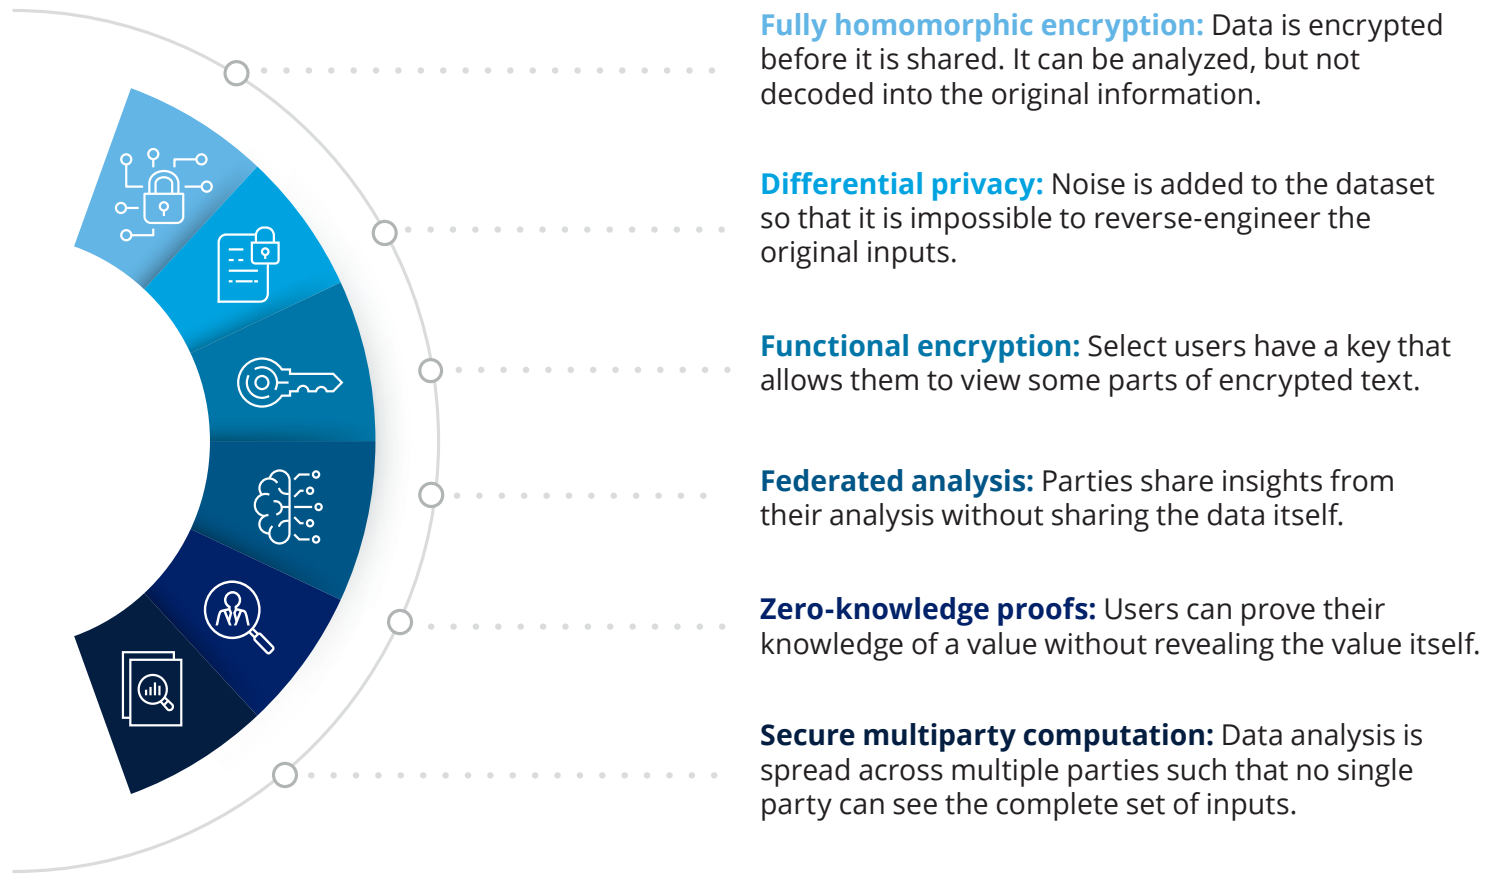 Fully homomorphic encryption: Data is encrypted
before it is shared. It can be analyzed, but not
decoded into the original information.
Differential privacy: Noise is added to the dataset
so that it is impossible to reverse-engineer the
original inputs.
Functional encryption: Select users have a key that
allows them to view some parts of encrypted text.
Federated analysis: Parties share insights from
their analysis without sharing the data itself.
Zero-knowledge proofs: Users can prove their
knowledge of a value without revealing the value itself.
Secure multiparty computation: Data analysis is
spread across multiple parties such that no single
party can see the complete set of inputs.